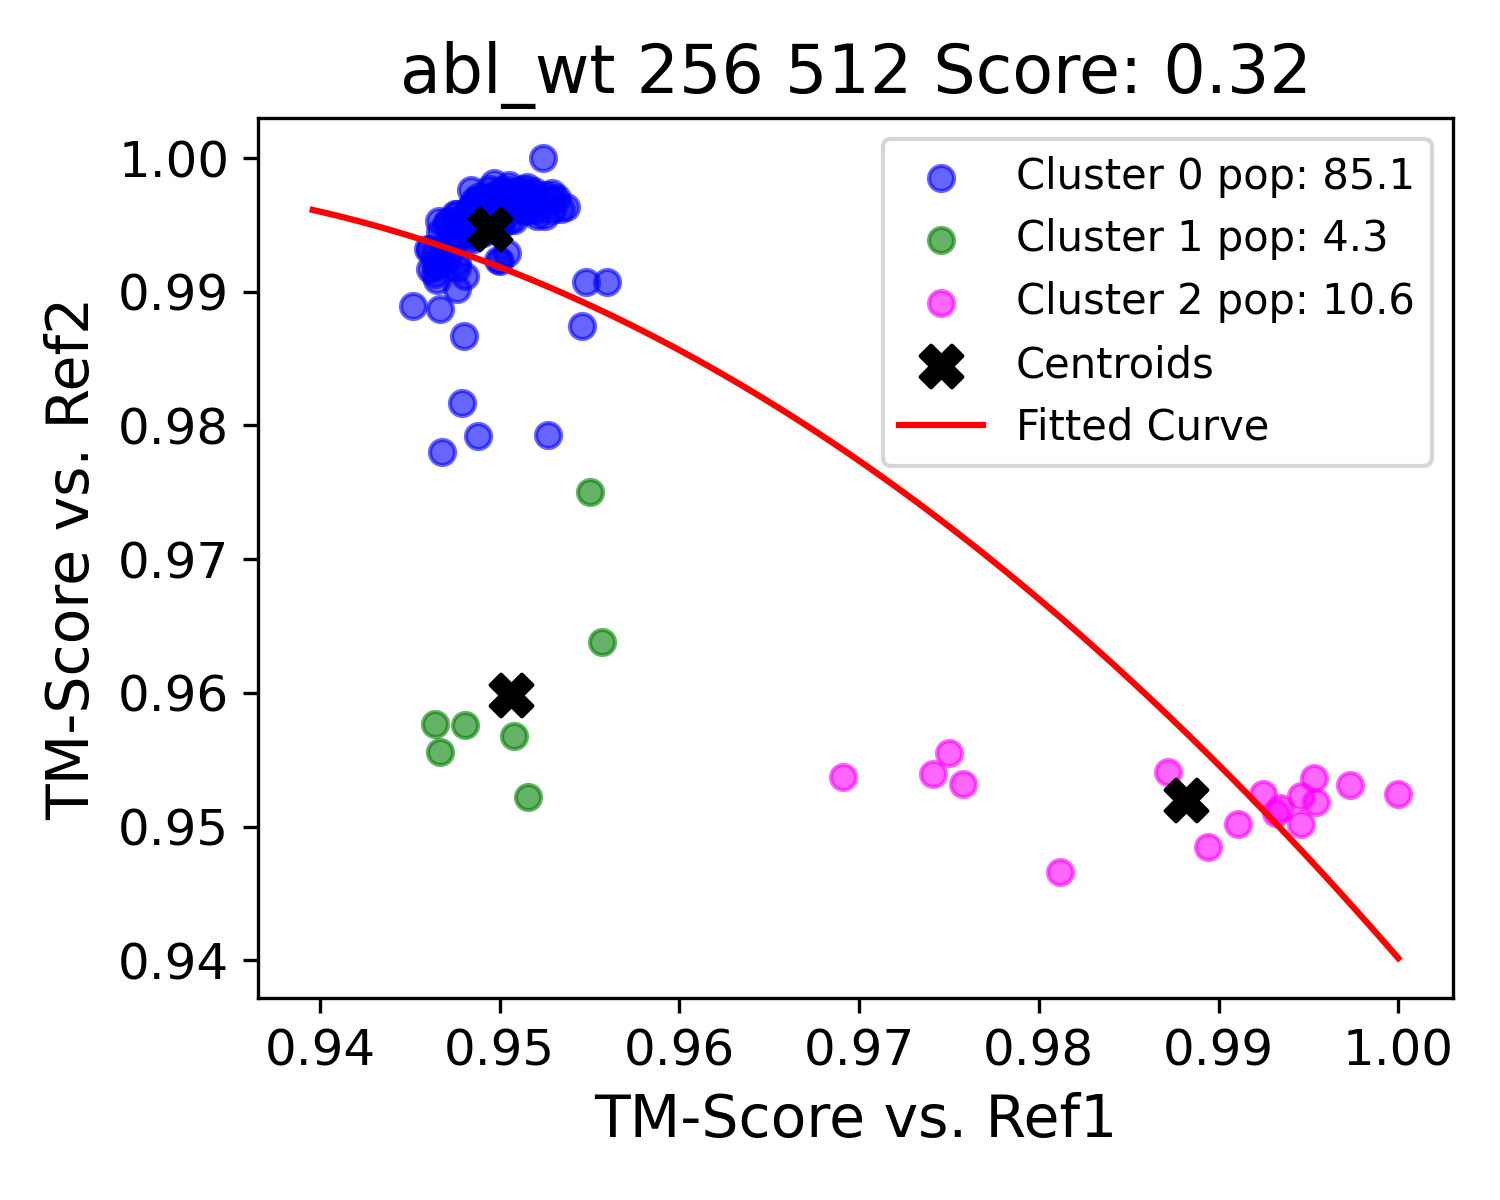 abl_wt 256 512 Score: 0.32
Cluster 0 pop: 85.1
Cluster 1 pop: 4.3
Cluster 2 pop: 10.6
Centroids
Fitted Curve
TM-Score vs. Ref2
1.00
0.99
0.98
0.97
0.96
0.95
0.94
0.94 0.95 0.96 0.97 0.98 0.99 1.00
TM-Score vs. Ref1